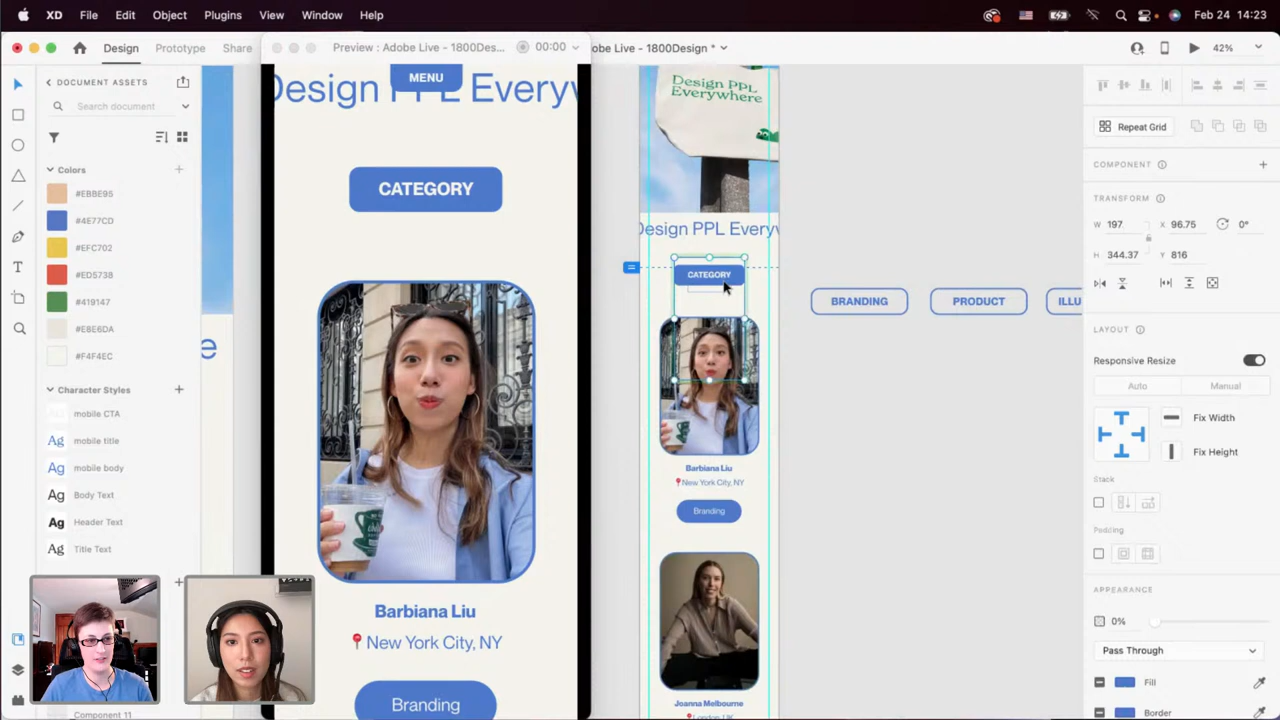 XD File Edit Object Plugins View Window Help Feb 24 14:23
Design Prototype Share
Preview : Adobe Live - 1800Des... 00:00
obe Live - 1800Design *
42%
DOCUMENT ASSETS
Search document
Colors
#EBBE95
#4E77CD
#EFC702
#ED5738
#419147
#E8E6DA
#F4F4EC
Character Styles
Ag mobile CTA
Ag mobile title
Ag mobile body
Ag Body Text
Ag Header Text
Ag Title Text
Component 11
e
MENU
Design PPL Everyw
CATEGORY
Barbiana Liu
New York City, NY
Branding
Design PPL
Everywhere
Design PPL Everyw
CATEGORY
Barbiana Liu
New York City, NY
Branding
Joanna Melbourne
London, UK
BRANDING
PRODUCT
ILLU
Repeat Grid
COMPONENT
TRANSFORM
W 197 X 96.75 0°
H 344.37 Y 816
LAYOUT
Responsive Resize
Auto Manual
Fix Width
Fix Height
Stack
Padding
APPEARANCE
0%
Pass Through
Fill
Border